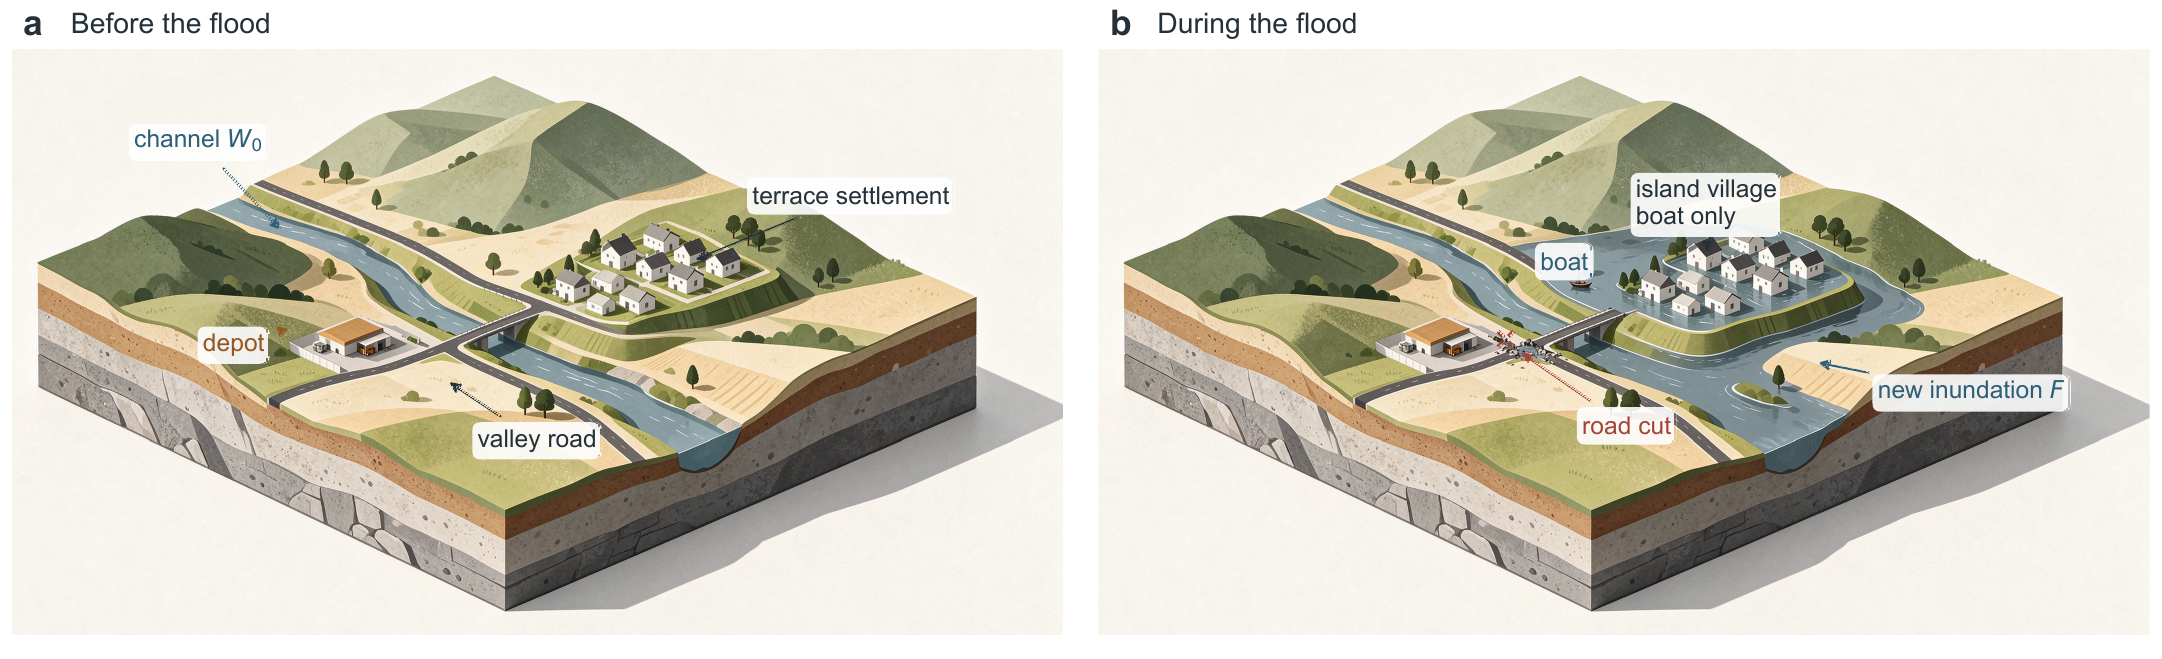 a Before the flood
channel W₀
terrace settlement
depot
valley road
b During the flood
island village
boat only
boat
new inundation F
road cut